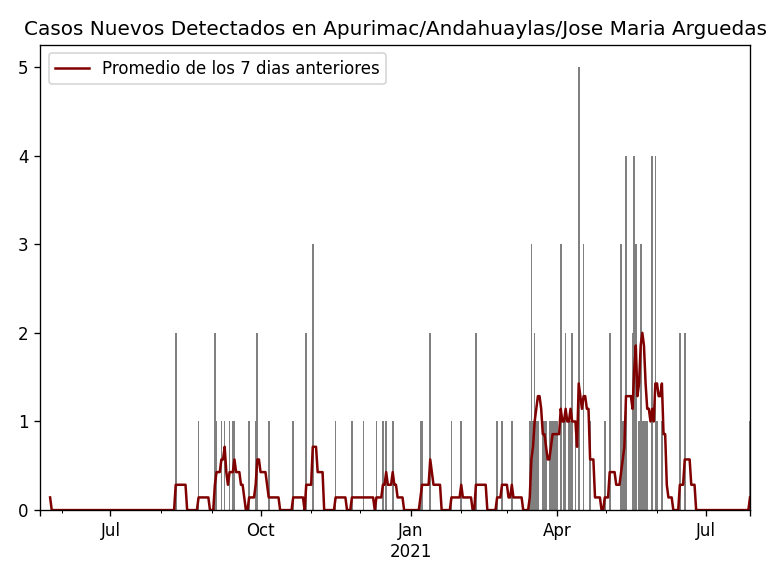 Casos Nuevos Detectados en Apurimac/Andahuaylas/Jose Maria Arguedas
Promedio de los 7 dias anteriores
5
4
3
2
1
0
Jul
Oct
Jan
2021
Apr
Jul